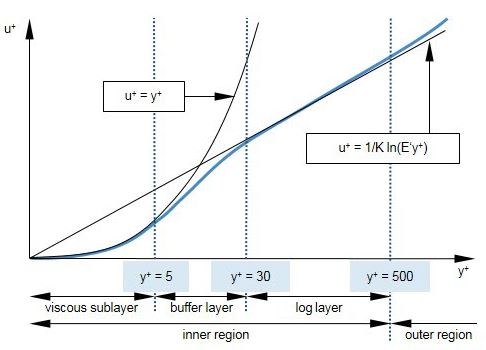 u⁺
u⁺ = y⁺
u⁺ = 1/K ln(E'y⁺)
y⁺ = 5
y⁺ = 30
y⁺ = 500
y⁺
viscous sublayer
buffer layer
log layer
inner region
outer region